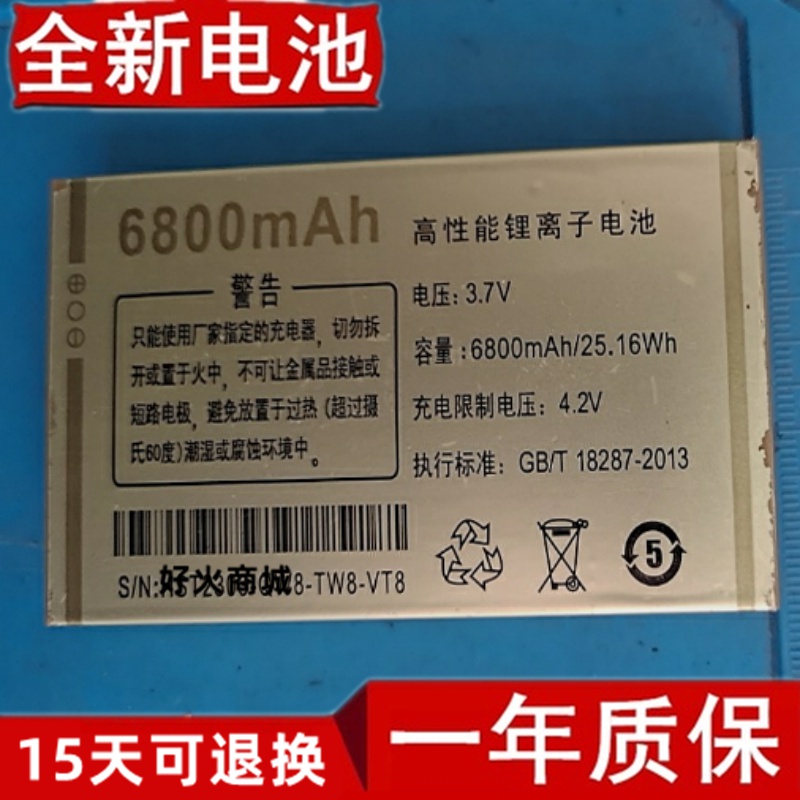 全新电池
6800mAh
高性能锂离子电池
警告
只能使用厂家指定的充电器，切勿拆
开或置于火中，不可让金属品接触或
短路电极，避免放置于过热（超过摄
氏60度）潮湿或腐蚀环境中。
电压：3.7V
容量：6800mAh/25.16Wh
充电限制电压：4.2V
执行标准：GB/T 18287-2013
5
S/N:
8-TW8-VT8
好火商城
15天可退换
一年质保